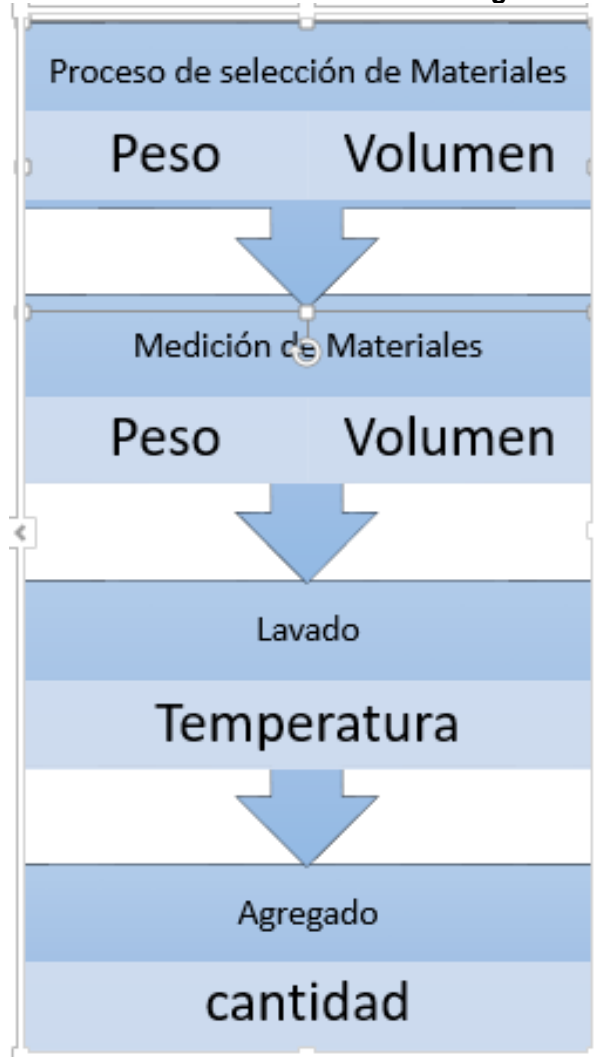 Proceso de selección de Materiales
Peso Volumen
Medición de Materiales
Peso Volumen
Lavado
Temperatura
Agregado
cantidad